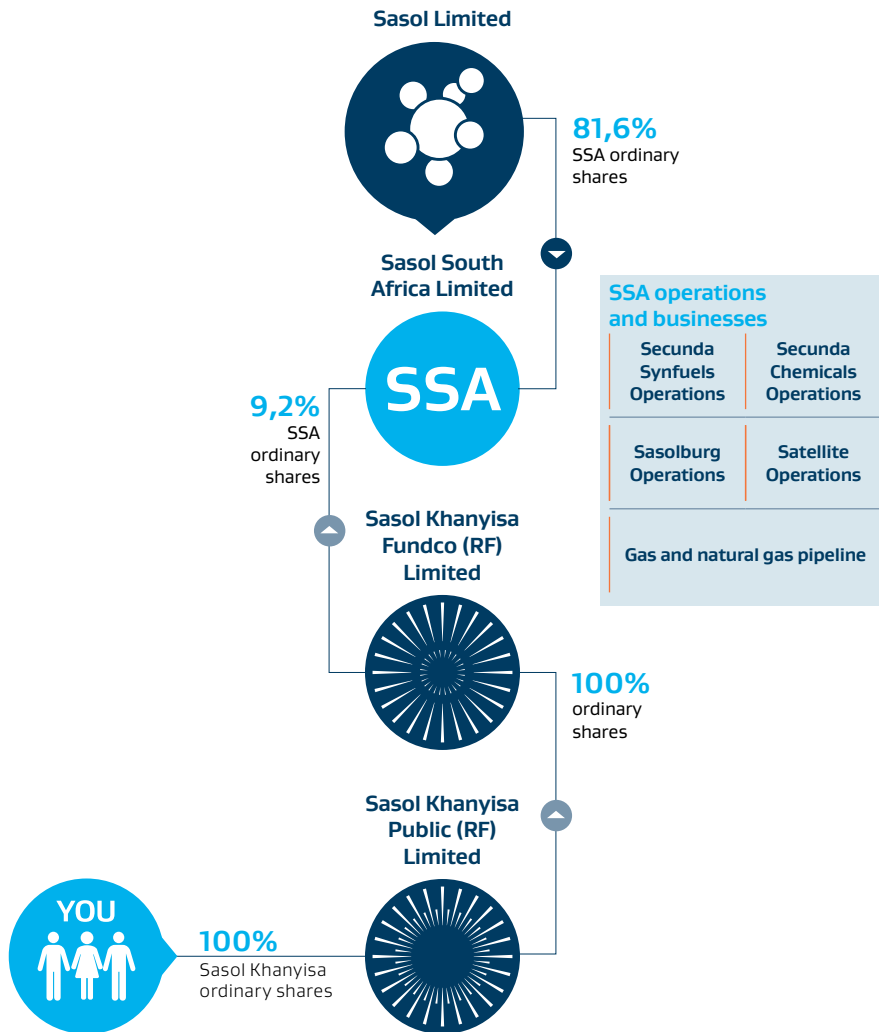 Sasol Limited
81,6%
SSA ordinary
shares
Sasol South
Africa Limited
SSA
SSA operations
and businesses
Secunda
Synfuels
Operations
Secunda
Chemicals
Operations
Sasolburg
Operations
Satellite
Operations
Gas and natural gas pipeline
9,2%
SSA
ordinary
shares
Sasol Khanyisa
Fundco (RF)
Limited
100%
ordinary
shares
Sasol Khanyisa
Public (RF)
Limited
YOU
100%
Sasol Khanyisa
ordinary shares